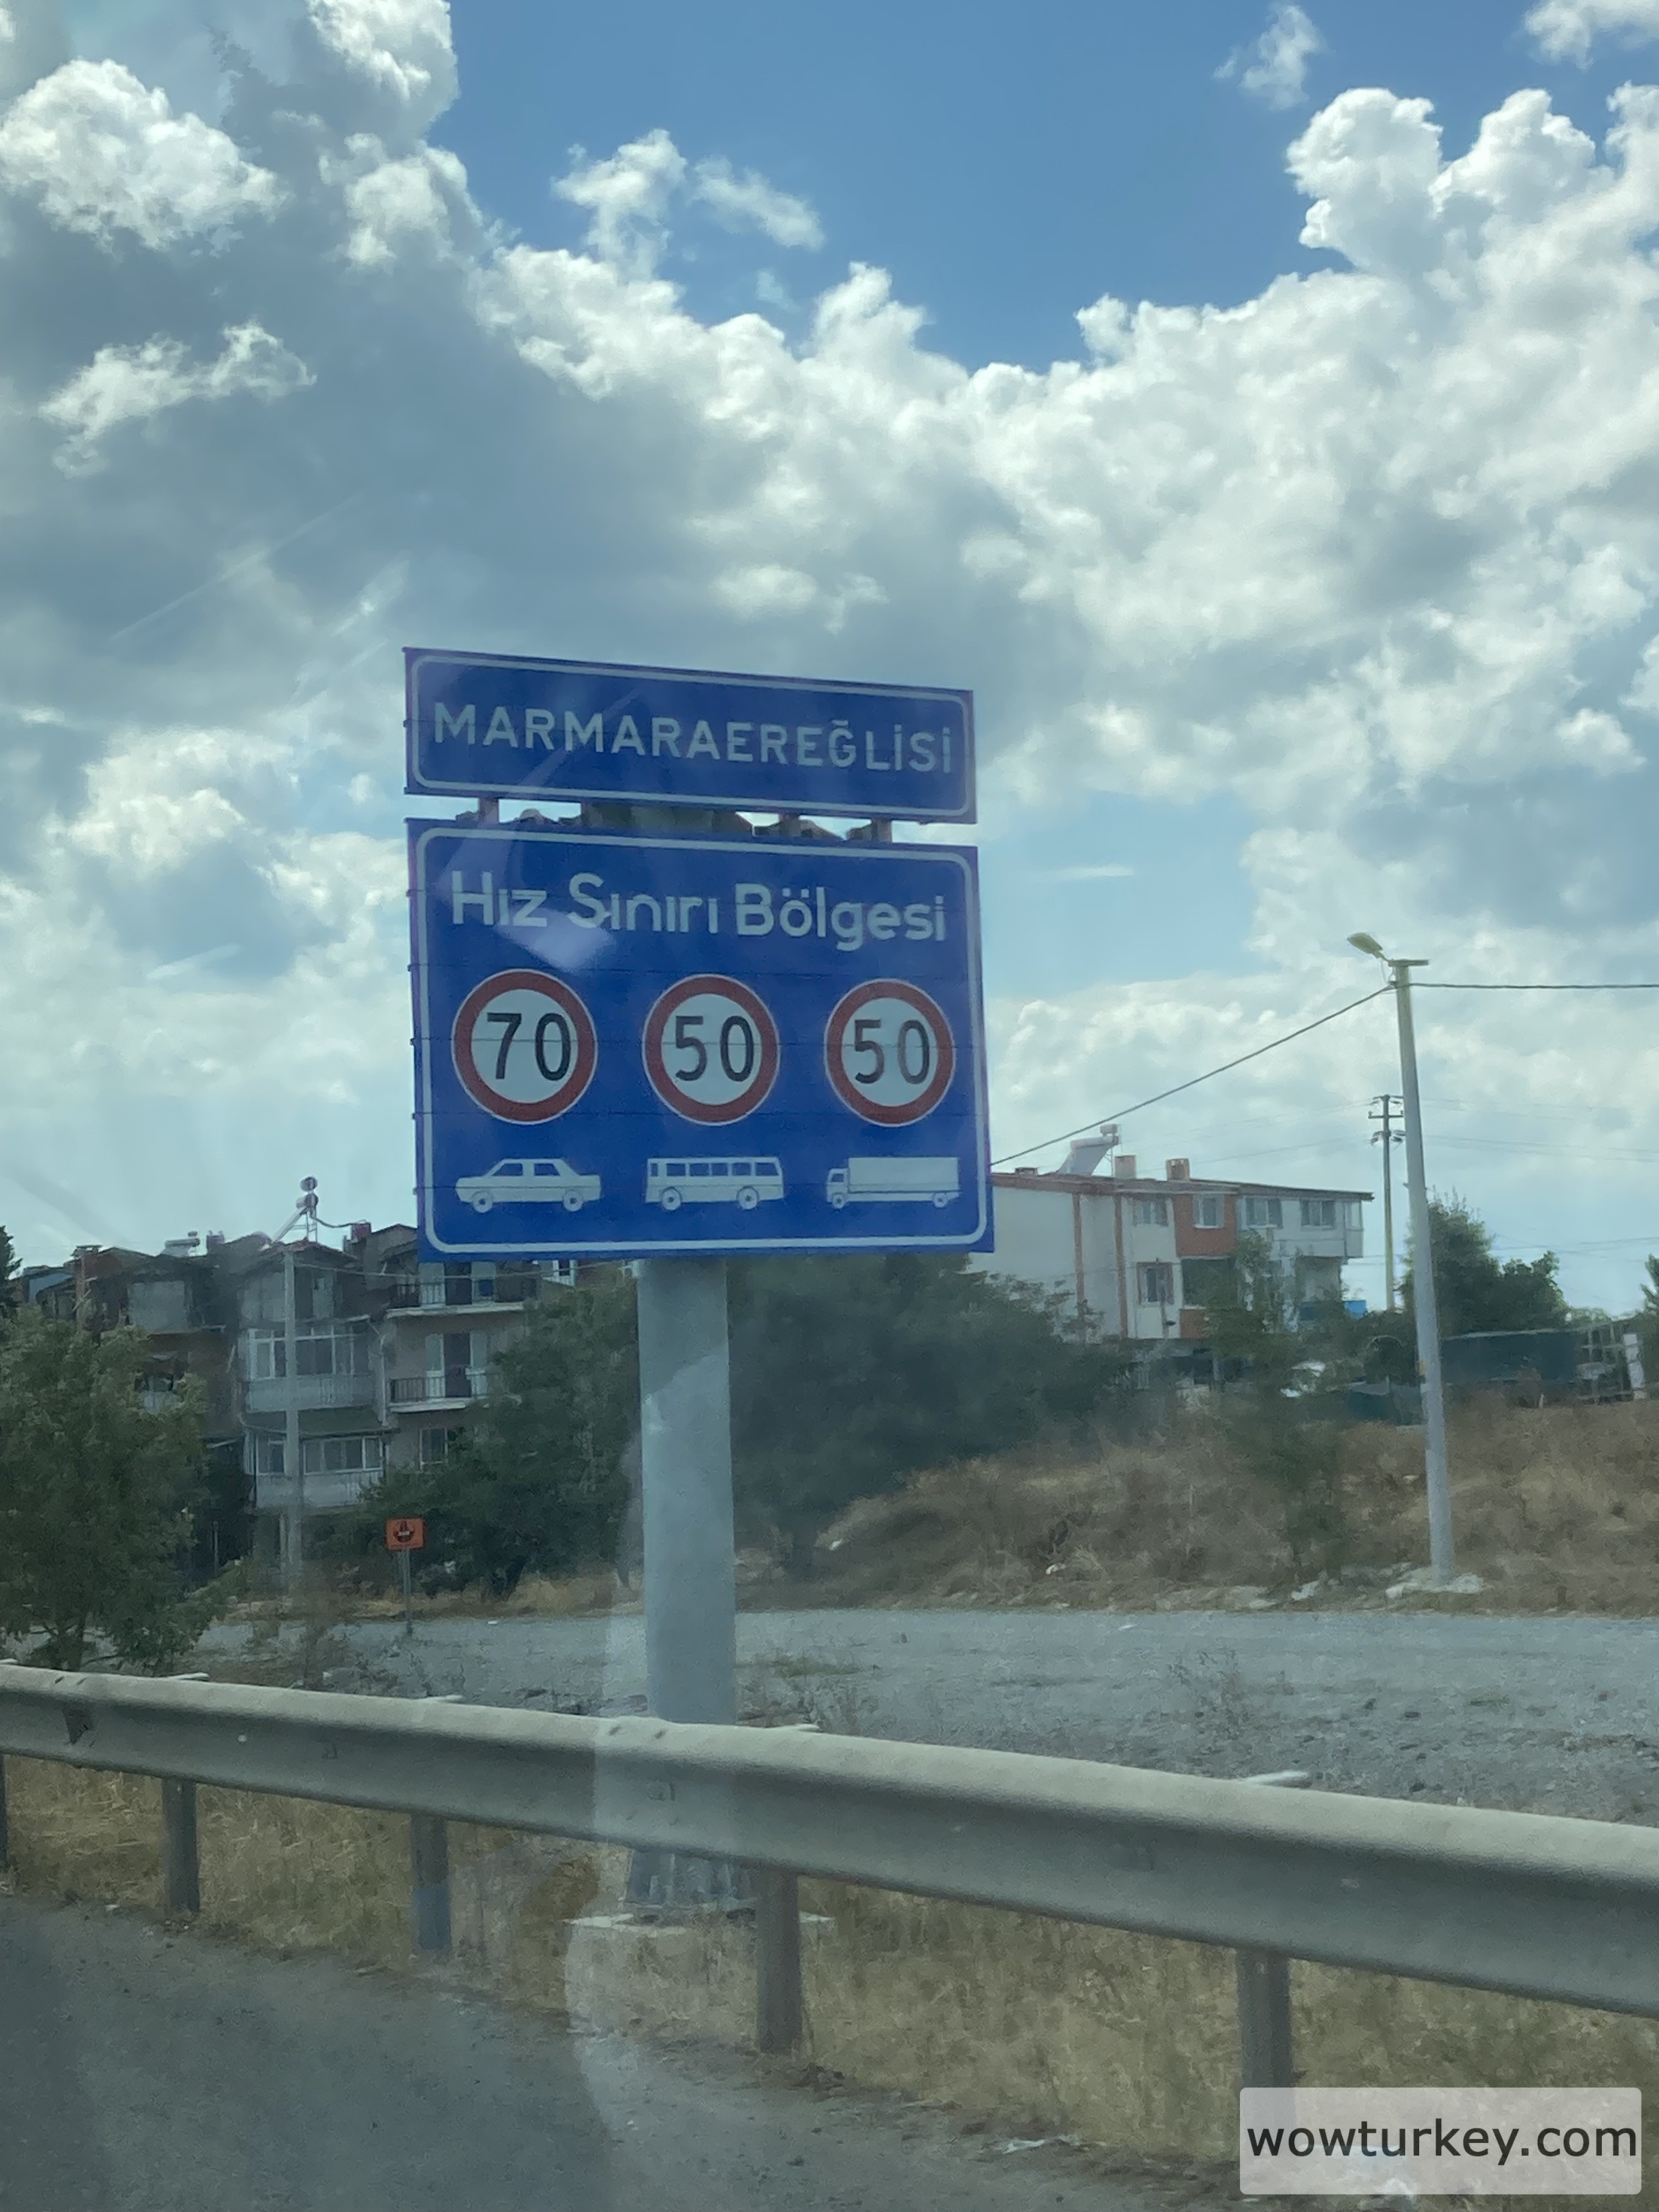 MARMARAEREĞLİSİ
Hız Sınırı Bölgesi
70 50 50
wowturkey.com